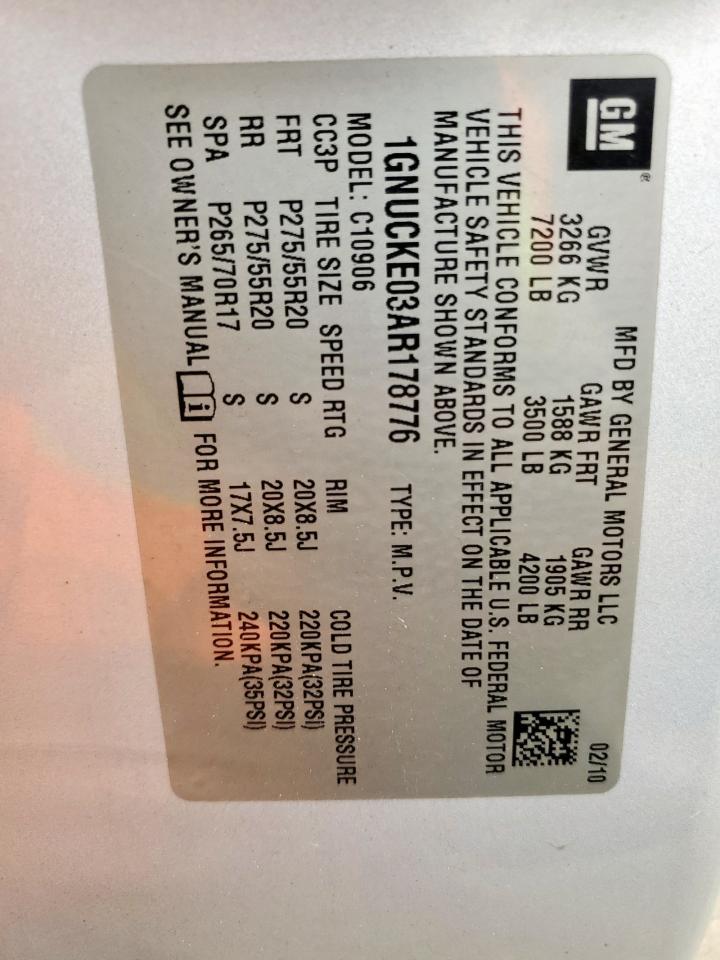 GM®
MFD BY GENERAL MOTORS LLC 02/10
GVWR GAWR FRT GAWR RR
3266 KG 1588 KG 1905 KG
7200 LB 3500 LB 4200 LB
THIS VEHICLE CONFORMS TO ALL APPLICABLE U.S. FEDERAL MOTOR
VEHICLE SAFETY STANDARDS IN EFFECT ON THE DATE OF
MANUFACTURE SHOWN ABOVE.
1GNUCKE03AR178776 TYPE: M.P.V.
MODEL: C10906
CC3P TIRE SIZE SPEED RTG RIM COLD TIRE PRESSURE
FRT P275/55R20 S 20X8.5J 220KPA(32PSI)
RR P275/55R20 S 20X8.5J 220KPA(32PSI)
SPA P265/70R17 S 17X7.5J 240KPA(35PSI)
SEE OWNER'S MANUAL i FOR MORE INFORMATION.